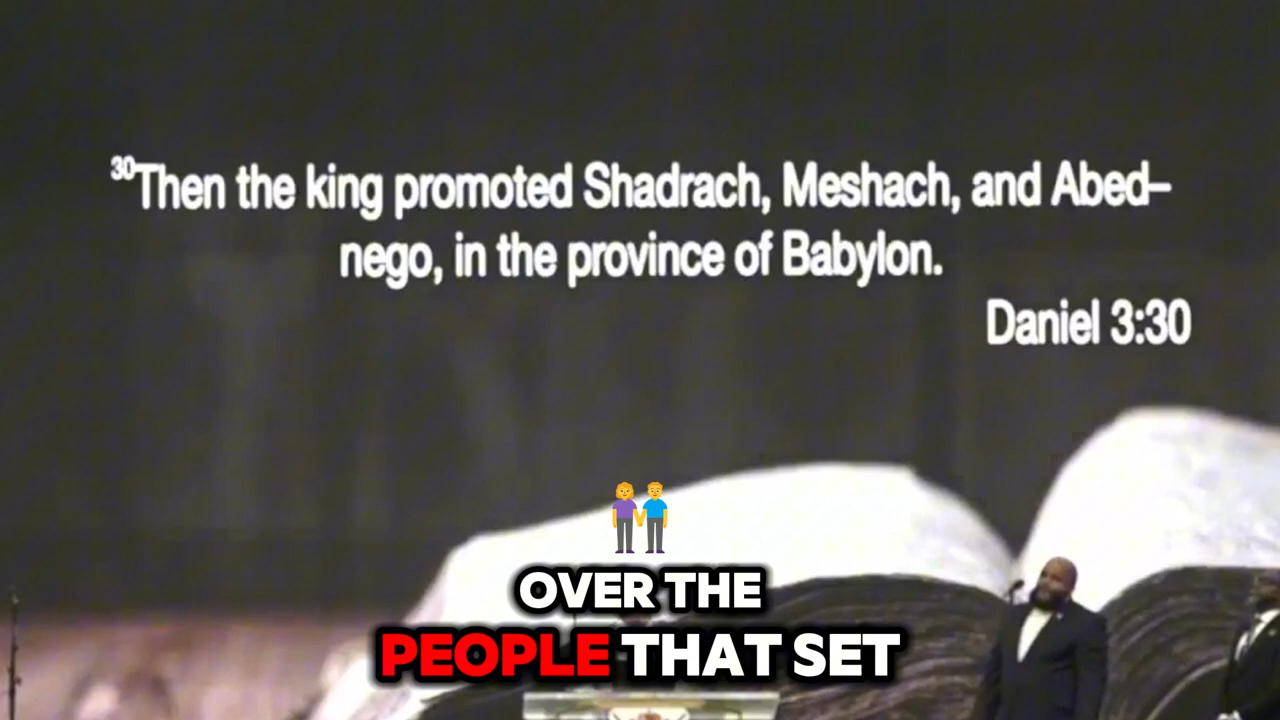 30Then the king promoted Shadrach, Meshach, and Abed–
nego, in the province of Babylon.
Daniel 3:30
OVER THE
PEOPLE THAT SET